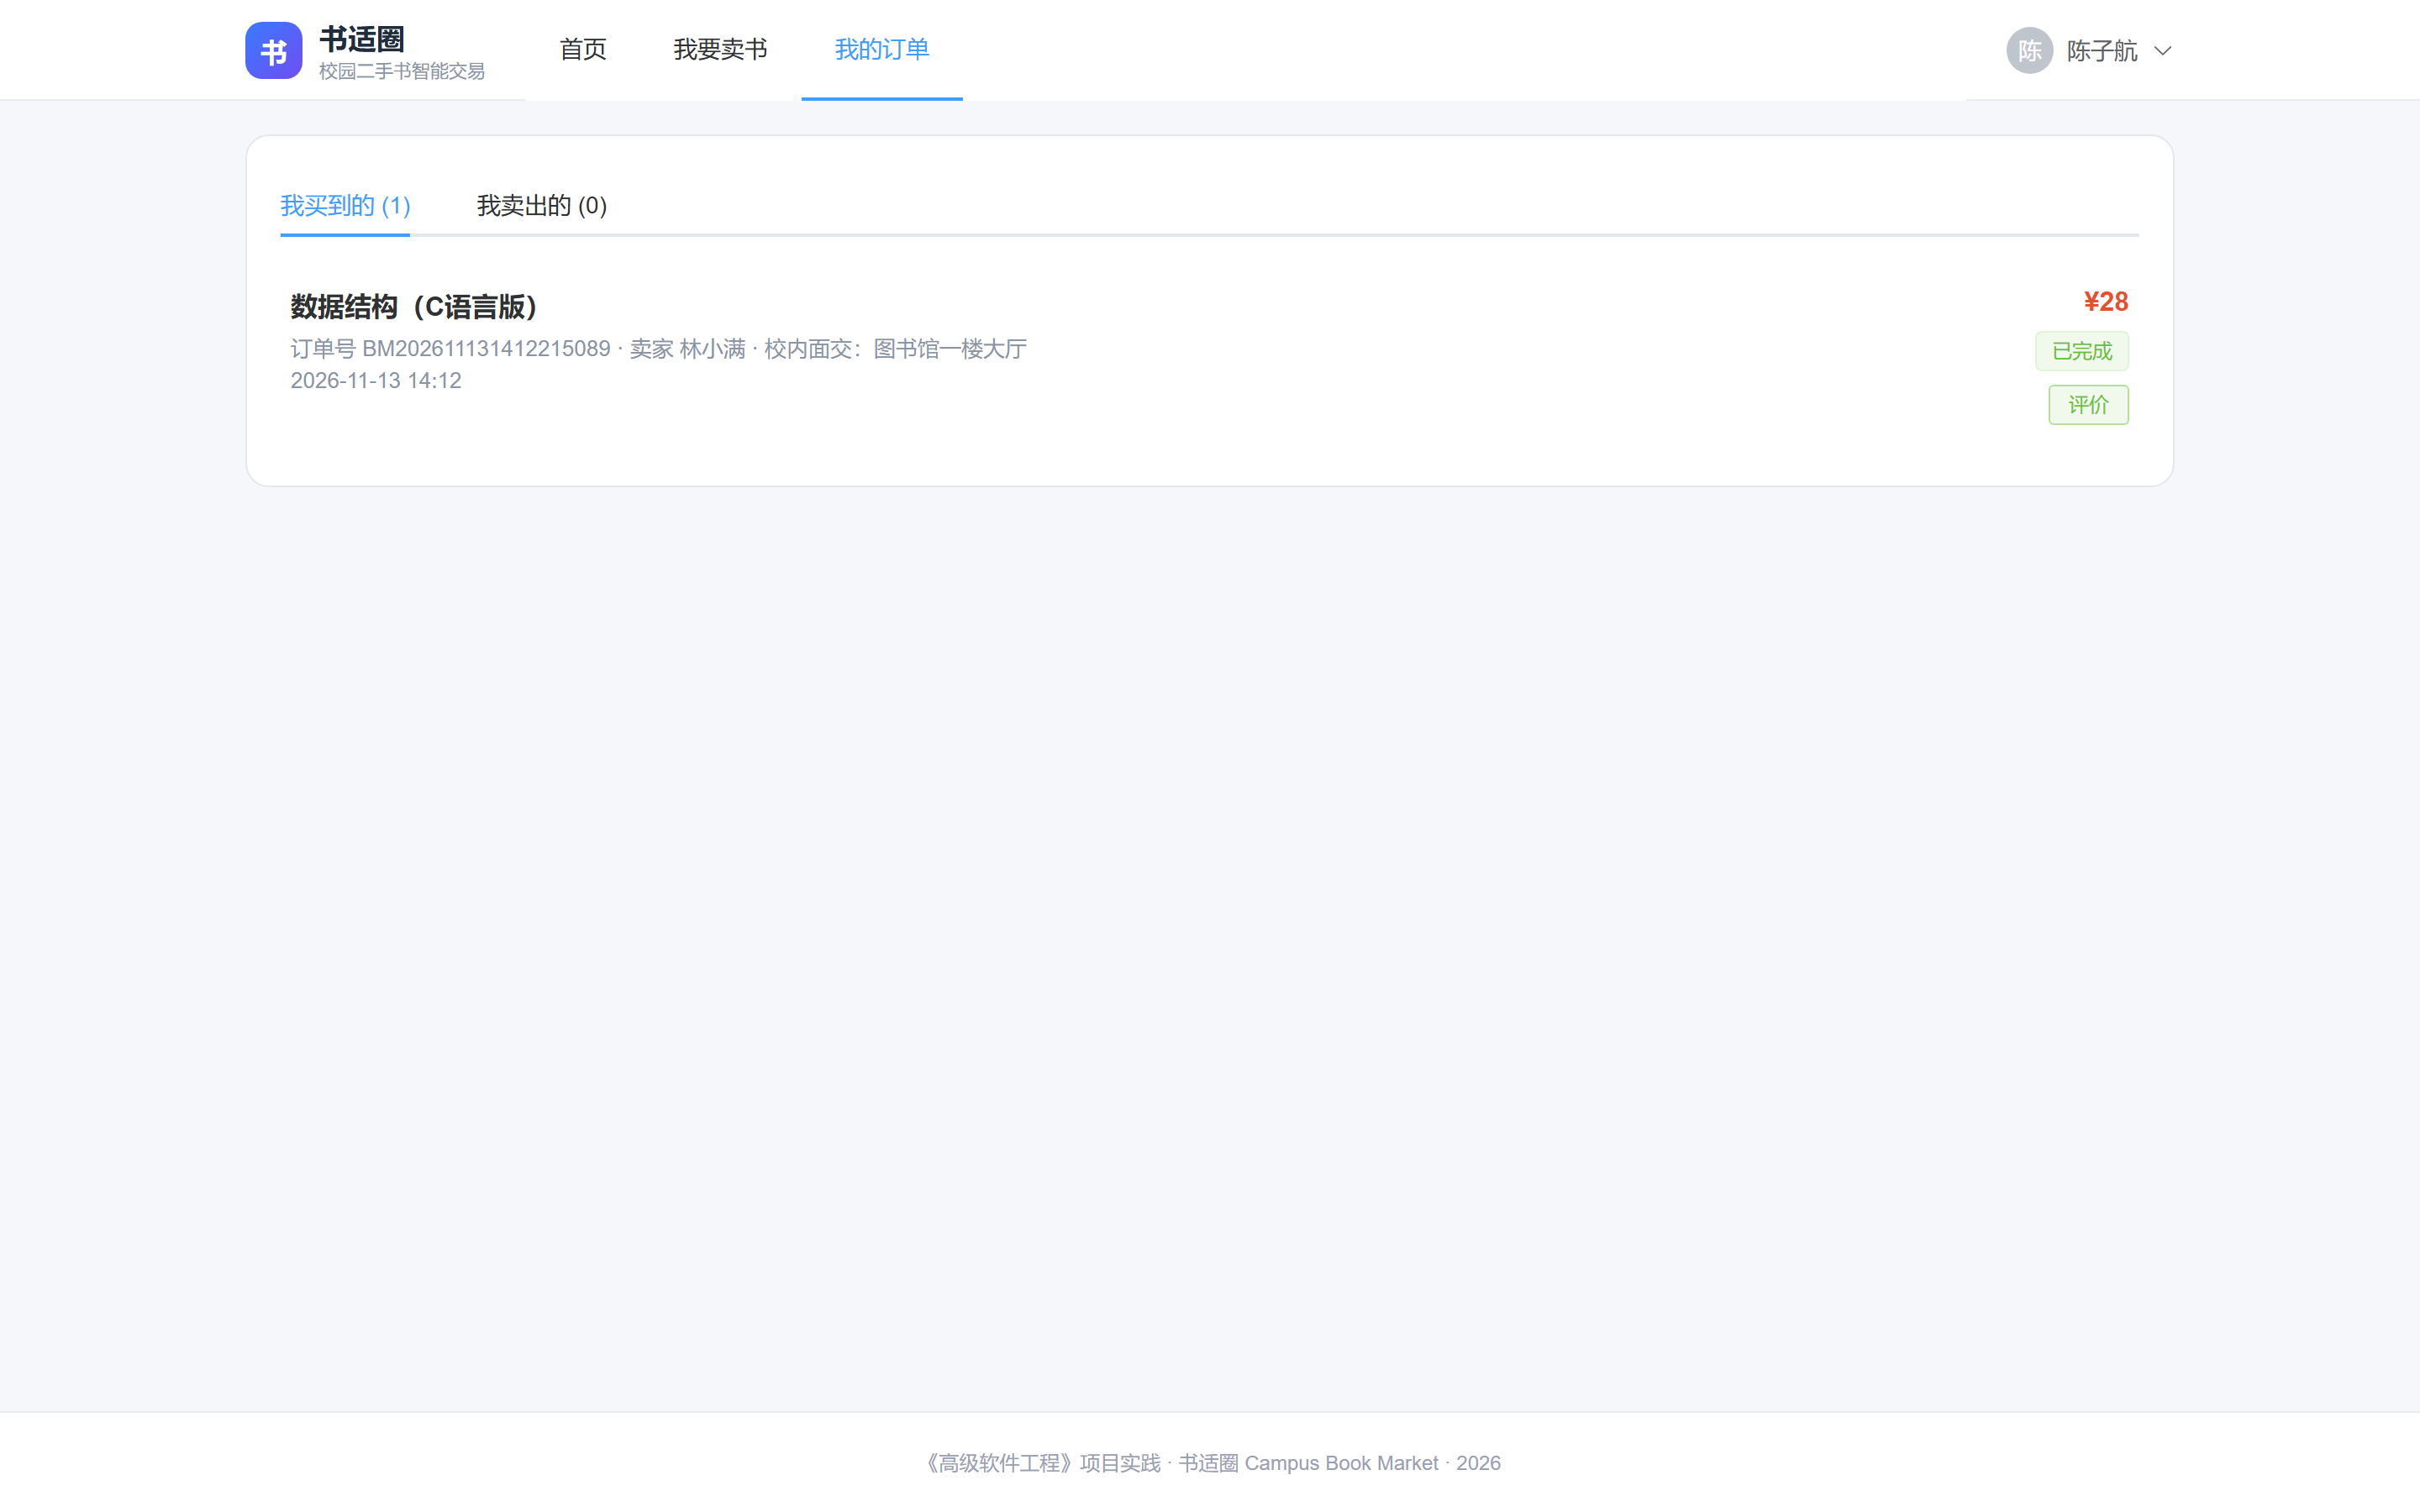 书
书适圈
校园二手书智能交易
首页
我要卖书
我的订单
陈
陈子航
我买到的 (1)
我卖出的 (0)
数据结构（C语言版）
¥28
订单号 BM202611131412215089 · 卖家 林小满 · 校内面交：图书馆一楼大厅
已完成
2026-11-13 14:12
评价
《高级软件工程》项目实践 · 书适圈 Campus Book Market · 2026